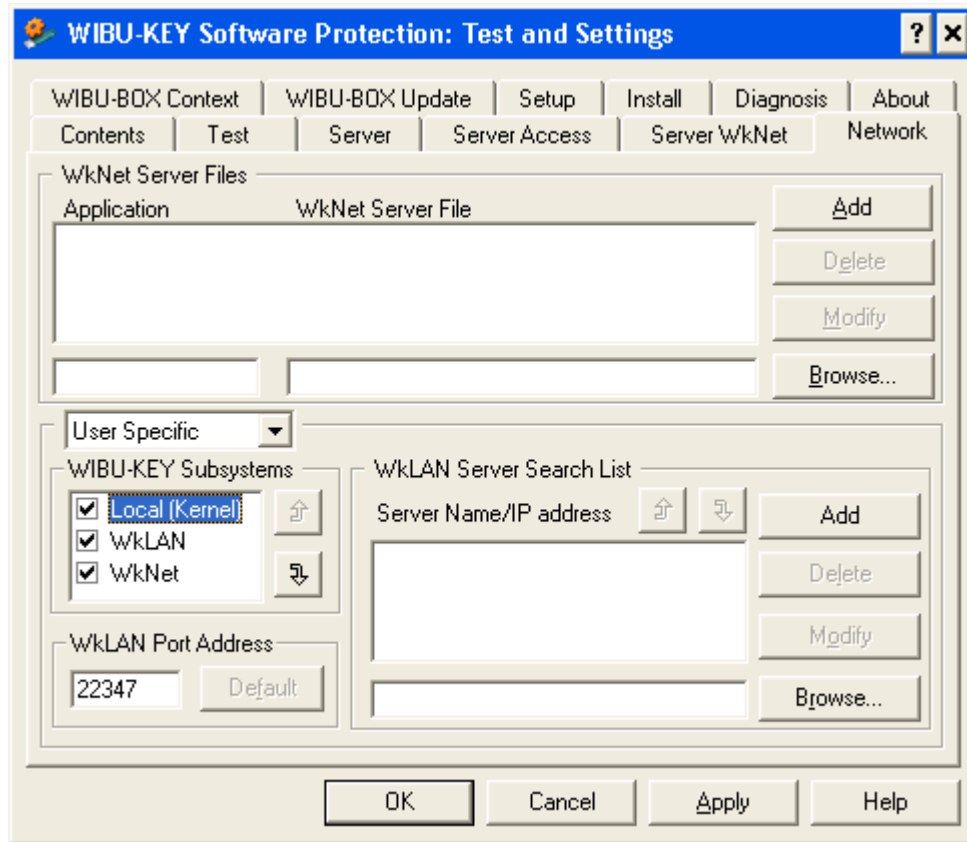 WIBU-KEY Software Protection: Test and Settings
WIBU-BOX Context WIBU-BOX Update Setup Install Diagnosis About
Contents Test Server Server Access Server WkNet Network
WkNet Server Files
Application WkNet Server File Add
Delete
Modify
Browse...
User Specific
WIBU-KEY Subsystems WkLAN Server Search List
Local (Kernel) Server Name/IP address Add
WkLAN
WkNet Delete
WkLAN Port Address Modify
22347 Default Browse...
OK Cancel Apply Help